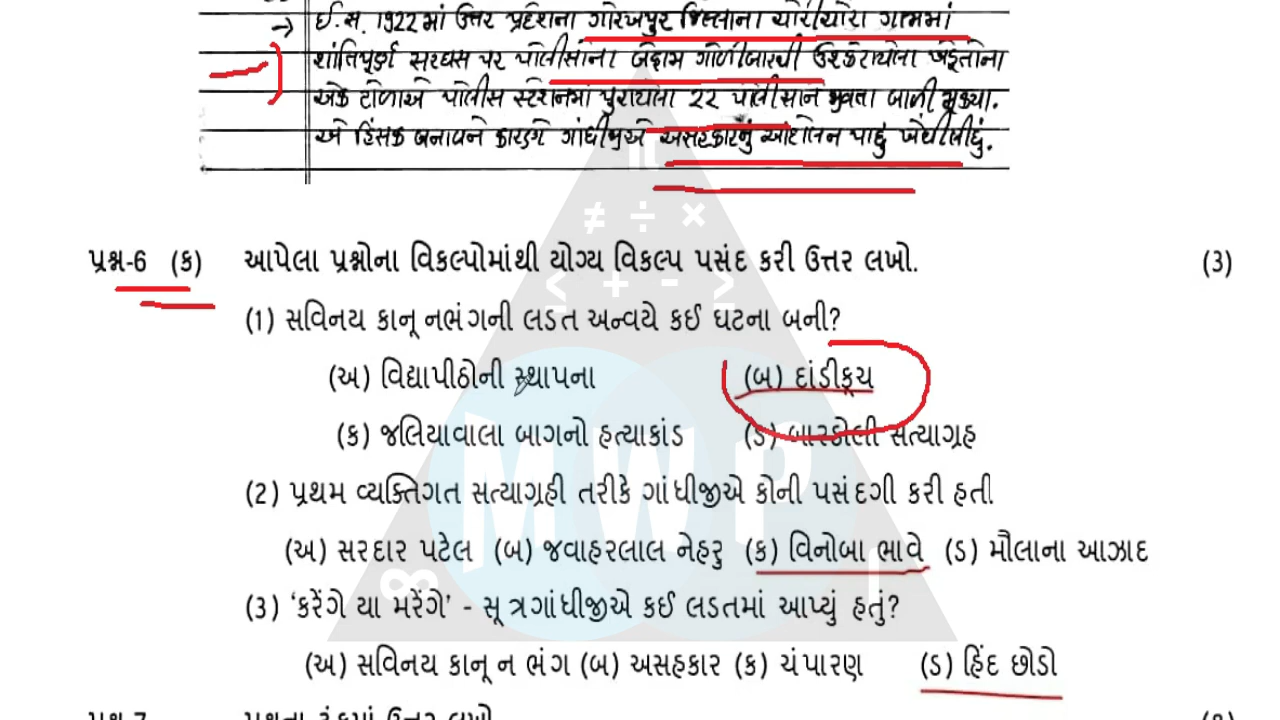 → ઈ.સ. 1922માં ઉત્તર પ્રદેશના ગોરખપુર જિલ્લાના ચૌરીચૌરા ગામમાં
શાંતિપૂર્ણ સરઘસ પર પોલીસોના બેફામ ગોળીબારથી ઉશ્કેરાયેલા ખેડૂતોના
એક ટોળાએ પોલીસ સ્ટેશનમાં પુરાયેલા 22 પોલીસોને જીવતા બાળી મૂક્યા.
એ હિંસક બનાવને કારણે ગાંધીજીએ અસહકારનું આંદોલન પાછું ખેંચી લીધું.
પ્રશ્ન-6 (ક) આપેલા પ્રશ્નોના વિકલ્પોમાંથી યોગ્ય વિકલ્પ પસંદ કરી ઉત્તર લખો. (3)
(1) સવિનય કાનૂનભંગની લડત અન્વયે કઈ ઘટના બની?
(અ) વિદ્યાપીઠોની સ્થાપના (બ) દાંડીકૂચ
(ક) જલિયાવાલા બાગનો હત્યાકાંડ (ડ) બારડોલી સત્યાગ્રહ
(2) પ્રથમ વ્યક્તિગત સત્યાગ્રહી તરીકે ગાંધીજીએ કોની પસંદગી કરી હતી
(અ) સરદાર પટેલ (બ) જવાહરલાલ નેહરુ (ક) વિનોબા ભાવે (ડ) મૌલાના આઝાદ
(3) ‘કરેંગે યા મરેંગે’ - સૂત્રગાંધીજીએ કઈ લડતમાં આપ્યું હતું?
(અ) સવિનય કાનૂન ભંગ (બ) અસહકાર (ક) ચંપારણ (ડ) હિંદ છોડો
MWP